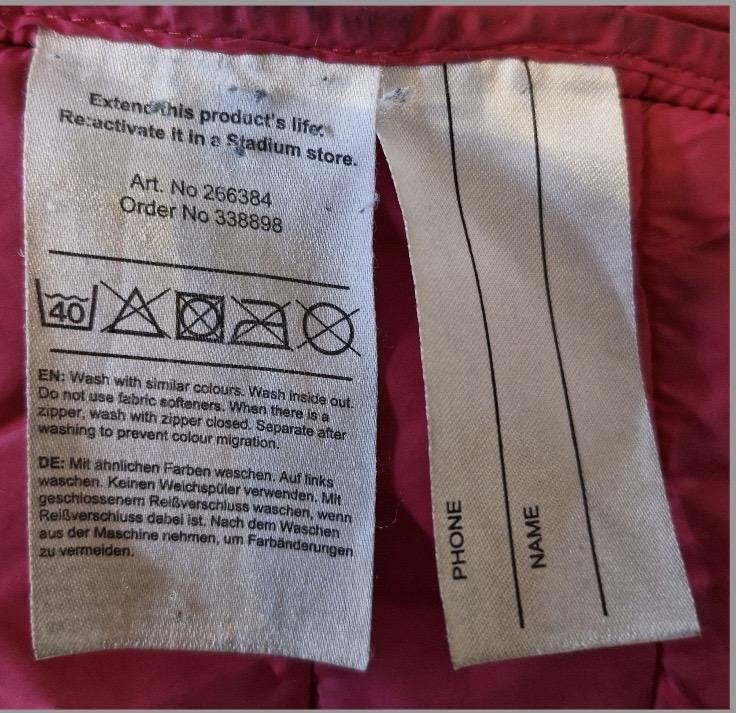 Extend this product's life:
Re:activate it in a Stadium store.
Art. No 266384
Order No 338898
40
EN: Wash with similar colours. Wash inside out.
Do not use fabric softeners. When there is a
zipper, wash with zipper closed. Separate after
washing to prevent colour migration.
DE: Mit ähnlichen Farben waschen. Auf links
waschen. Keinen Weichspüler verwenden. Mit
geschlossenem Reißverschluss waschen, wenn
Reißverschluss dabei ist. Nach dem Waschen
aus der Maschine nehmen, um Farbänderungen
zu vermeiden.
PHONE
NAME